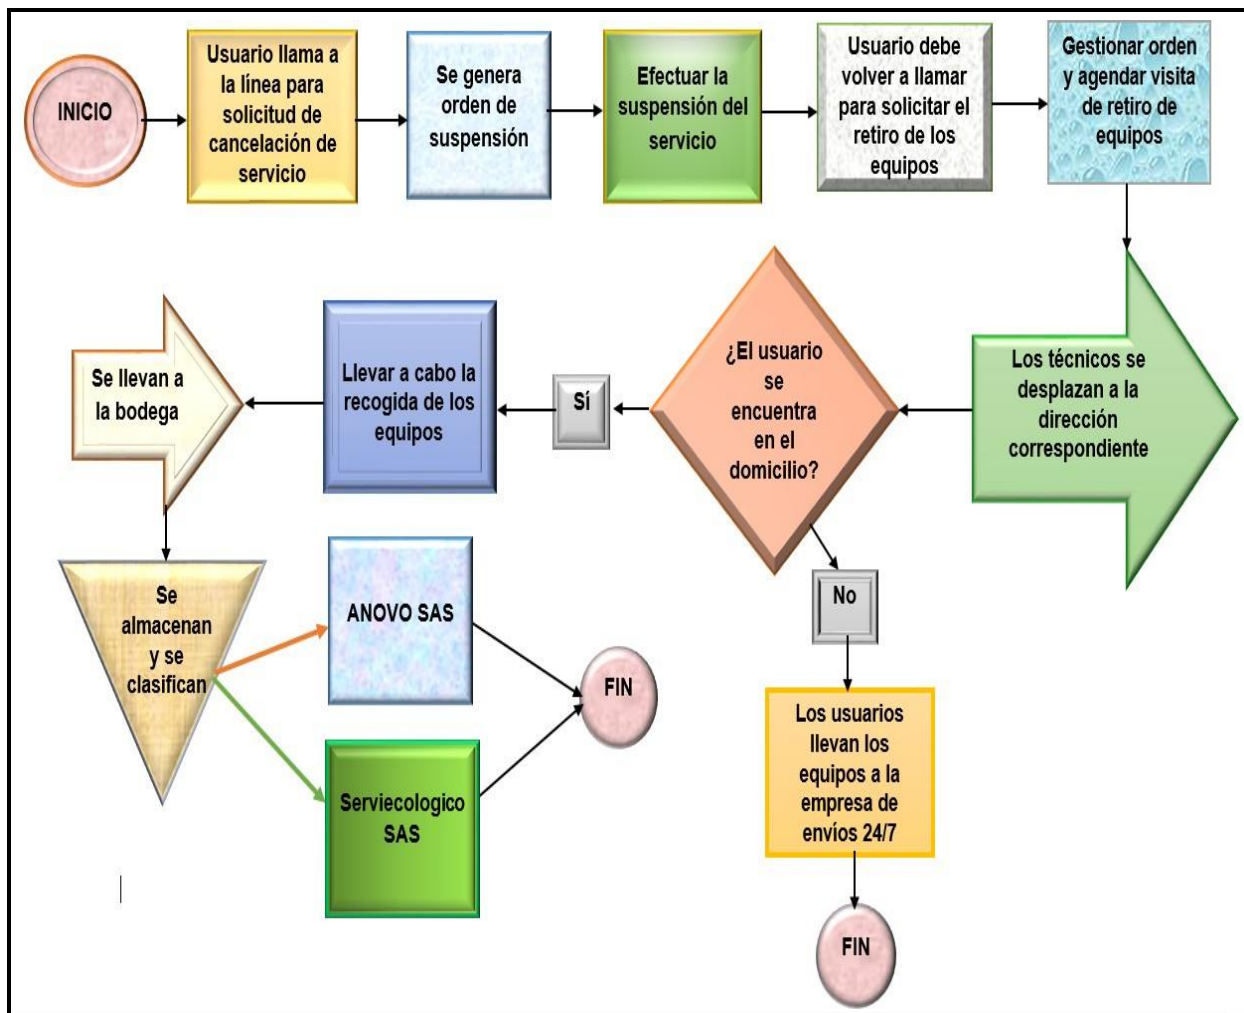 INICIO
Usuario llama a
la línea para
solicitud de
cancelación de
servicio
Se genera
orden de
suspensión
Efectuar la
suspensión del
servicio
Usuario debe
volver a llamar
para solicitar el
retiro de los
equipos
Gestionar orden
y agendar visita
de retiro de
equipos
Los técnicos se
desplazan a la
dirección
correspondiente
¿El usuario
se
encuentra
en el
domicilio?
Sí
Llevar a cabo la
recogida de los
equipos
Se llevan a
la bodega
Se
almacenan
y se
clasifican
ANOVO SAS
Serviecologico
SAS
FIN
No
Los usuarios
llevan los
equipos a la
empresa de
envíos 24/7
FIN